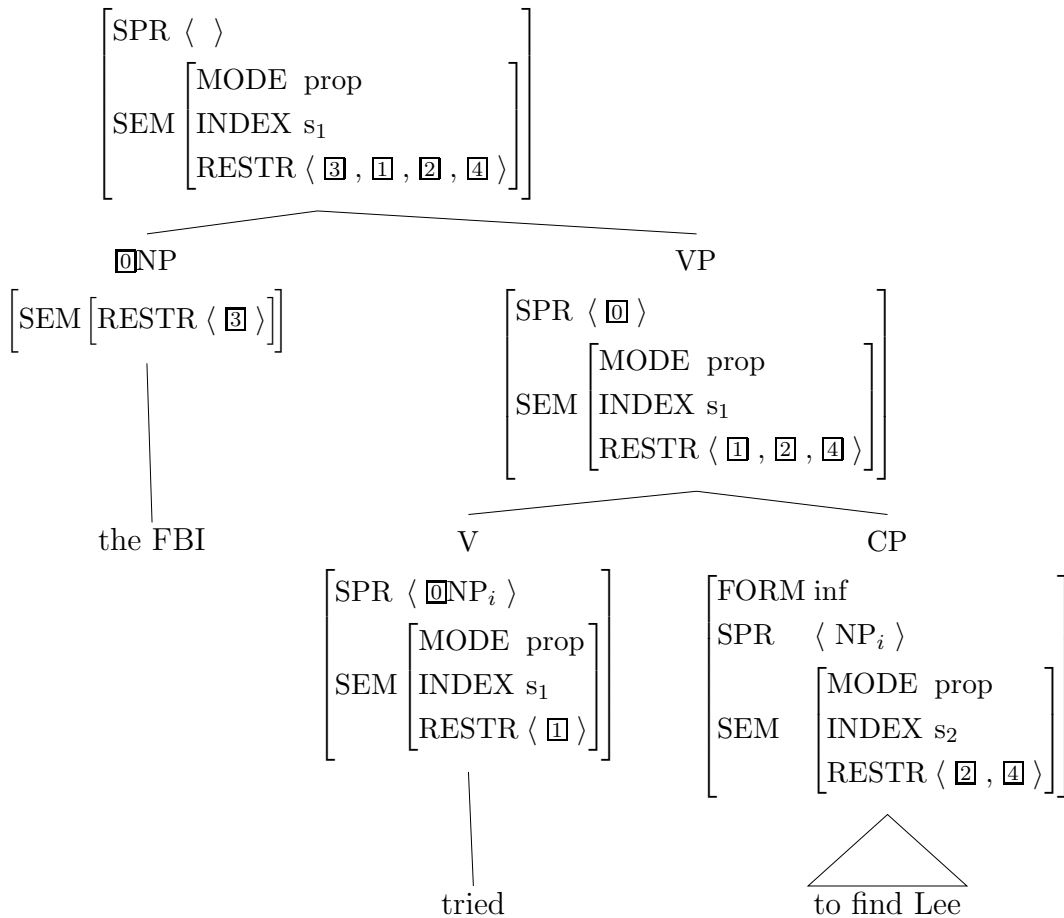 SPR ⟨ ⟩
MODE prop
SEM INDEX s₁
RESTR ⟨ 3 , 1 , 2 , 4 ⟩
0NP VP
SEM RESTR ⟨ 3 ⟩
SPR ⟨ 0 ⟩
MODE prop
SEM INDEX s₁
RESTR ⟨ 1 , 2 , 4 ⟩
the FBI V CP
SPR ⟨ 0NPᵢ ⟩
MODE prop
SEM INDEX s₁
RESTR ⟨ 1 ⟩
FORM inf
SPR ⟨ NPᵢ ⟩
MODE prop
SEM INDEX s₂
RESTR ⟨ 2 , 4 ⟩
tried to find Lee